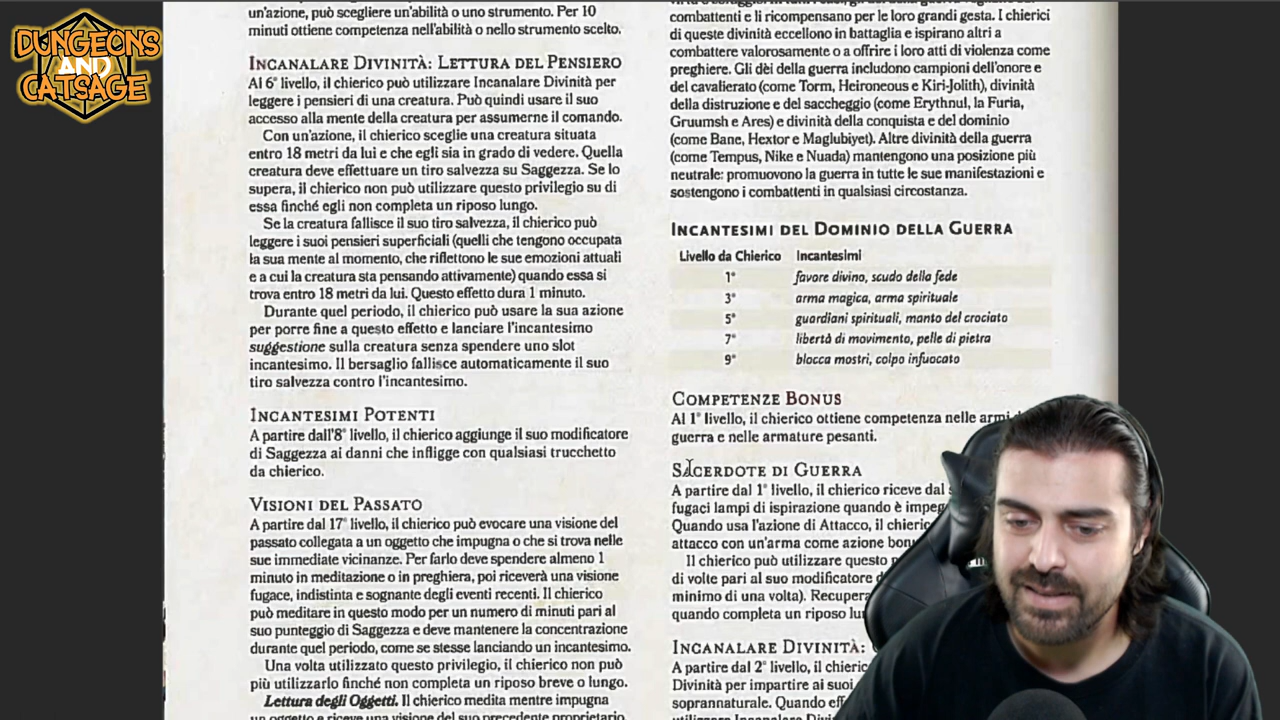 DUNGEONS
AND
CATSAGE
un'azione, può scegliere un'abilità o uno strumento. Per 10
minuti ottiene competenza nell'abilità o nello strumento scelto.
INCANALARE DIVINITÀ: LETTURA DEL PENSIERO
Al 6° livello, il chierico può utilizzare Incanalare Divinità per
leggere i pensieri di una creatura. Può quindi usare il suo
accesso alla mente della creatura per assumerne il comando.
Con un'azione, il chierico sceglie una creatura situata
entro 18 metri da lui e che egli sia in grado di vedere. Quella
creatura deve effettuare un tiro salvezza su Saggezza. Se lo
supera, il chierico non può utilizzare questo privilegio su di
essa finché egli non completa un riposo lungo.
Se la creatura fallisce il suo tiro salvezza, il chierico può
leggere i suoi pensieri superficiali (quelli che tengono occupata
la sua mente al momento, che riflettono le sue emozioni attuali
e a cui la creatura sta pensando attivamente) quando essa si
trova entro 18 metri da lui. Questo effetto dura 1 minuto.
Durante quel periodo, il chierico può usare la sua azione
per porre fine a questo effetto e lanciare l'incantesimo
suggestione sulla creatura senza spendere uno slot
incantesimo. Il bersaglio fallisce automaticamente il suo
tiro salvezza contro l'incantesimo.
INCANTESIMI POTENTI
A partire dall'8° livello, il chierico aggiunge il suo modificatore
di Saggezza ai danni che infligge con qualsiasi trucchetto
da chierico.
VISIONI DEL PASSATO
A partire dal 17° livello, il chierico può evocare una visione del
passato collegata a un oggetto che impugna o che si trova nelle
sue immediate vicinanze. Per farlo deve spendere almeno 1
minuto in meditazione o in preghiera, poi riceverà una visione
fugace, indistinta e sognante degli eventi recenti. Il chierico
può meditare in questo modo per un numero di minuti pari al
suo punteggio di Saggezza e deve mantenere la concentrazione
durante quel periodo, come se stesse lanciando un incantesimo.
Una volta utilizzato questo privilegio, il chierico non può
più utilizzarlo finché non completa un riposo breve o lungo.
Lettura degli Oggetti. Il chierico medita mentre impugna
un oggetto e riceve una visione del suo precedente proprietario
combattenti e li ricompensano per le loro grandi gesta. I chierici
di queste divinità eccellono in battaglia e ispirano altri a
combattere valorosamente o a offrire i loro atti di violenza come
preghiere. Gli dèi della guerra includono campioni dell'onore e
del cavalierato (come Torm, Heironeous e Kiri-Jolith), divinità
della distruzione e del saccheggio (come Erythnul, la Furia,
Gruumsh e Ares) e divinità della conquista e del dominio
(come Bane, Hextor e Maglubiyet). Altre divinità della guerra
(come Tempus, Nike e Nuada) mantengono una posizione più
neutrale: promuovono la guerra in tutte le sue manifestazioni e
sostengono i combattenti in qualsiasi circostanza.
INCANTESIMI DEL DOMINIO DELLA GUERRA
Livello da Chierico Incantesimi
1° favore divino, scudo della fede
3° arma magica, arma spirituale
5° guardiani spirituali, manto del crociato
7° libertà di movimento, pelle di pietra
9° blocca mostri, colpo infuocato
COMPETENZE BONUS
Al 1° livello, il chierico ottiene competenza nelle armi
guerra e nelle armature pesanti.
SACERDOTE DI GUERRA
A partire dal 1° livello, il chierico riceve dal
fugaci lampi di ispirazione quando è
Quando usa l'azione di Attacco, il
attacco con un'arma come azione
Il chierico può utilizzare questo
di volte pari al suo modificatore
minimo di una volta). Recupera
quando completa un riposo
INCANALARE DIVINITÀ:
A partire dal 2° livello, il
Divinità per impartire ai suoi
soprannaturale. Quando
utilizzare Incanalare